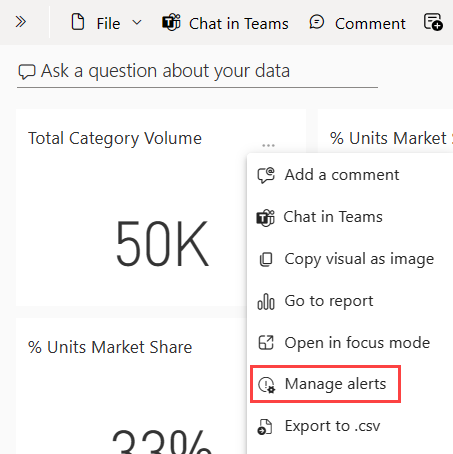 File Chat in Teams Comment
Ask a question about your data
Total Category Volume ... % Units Market
50K
Add a comment
Chat in Teams
Copy visual as image
Go to report
% Units Market Share
Open in focus mode
Manage alerts
Export to .csv
33%